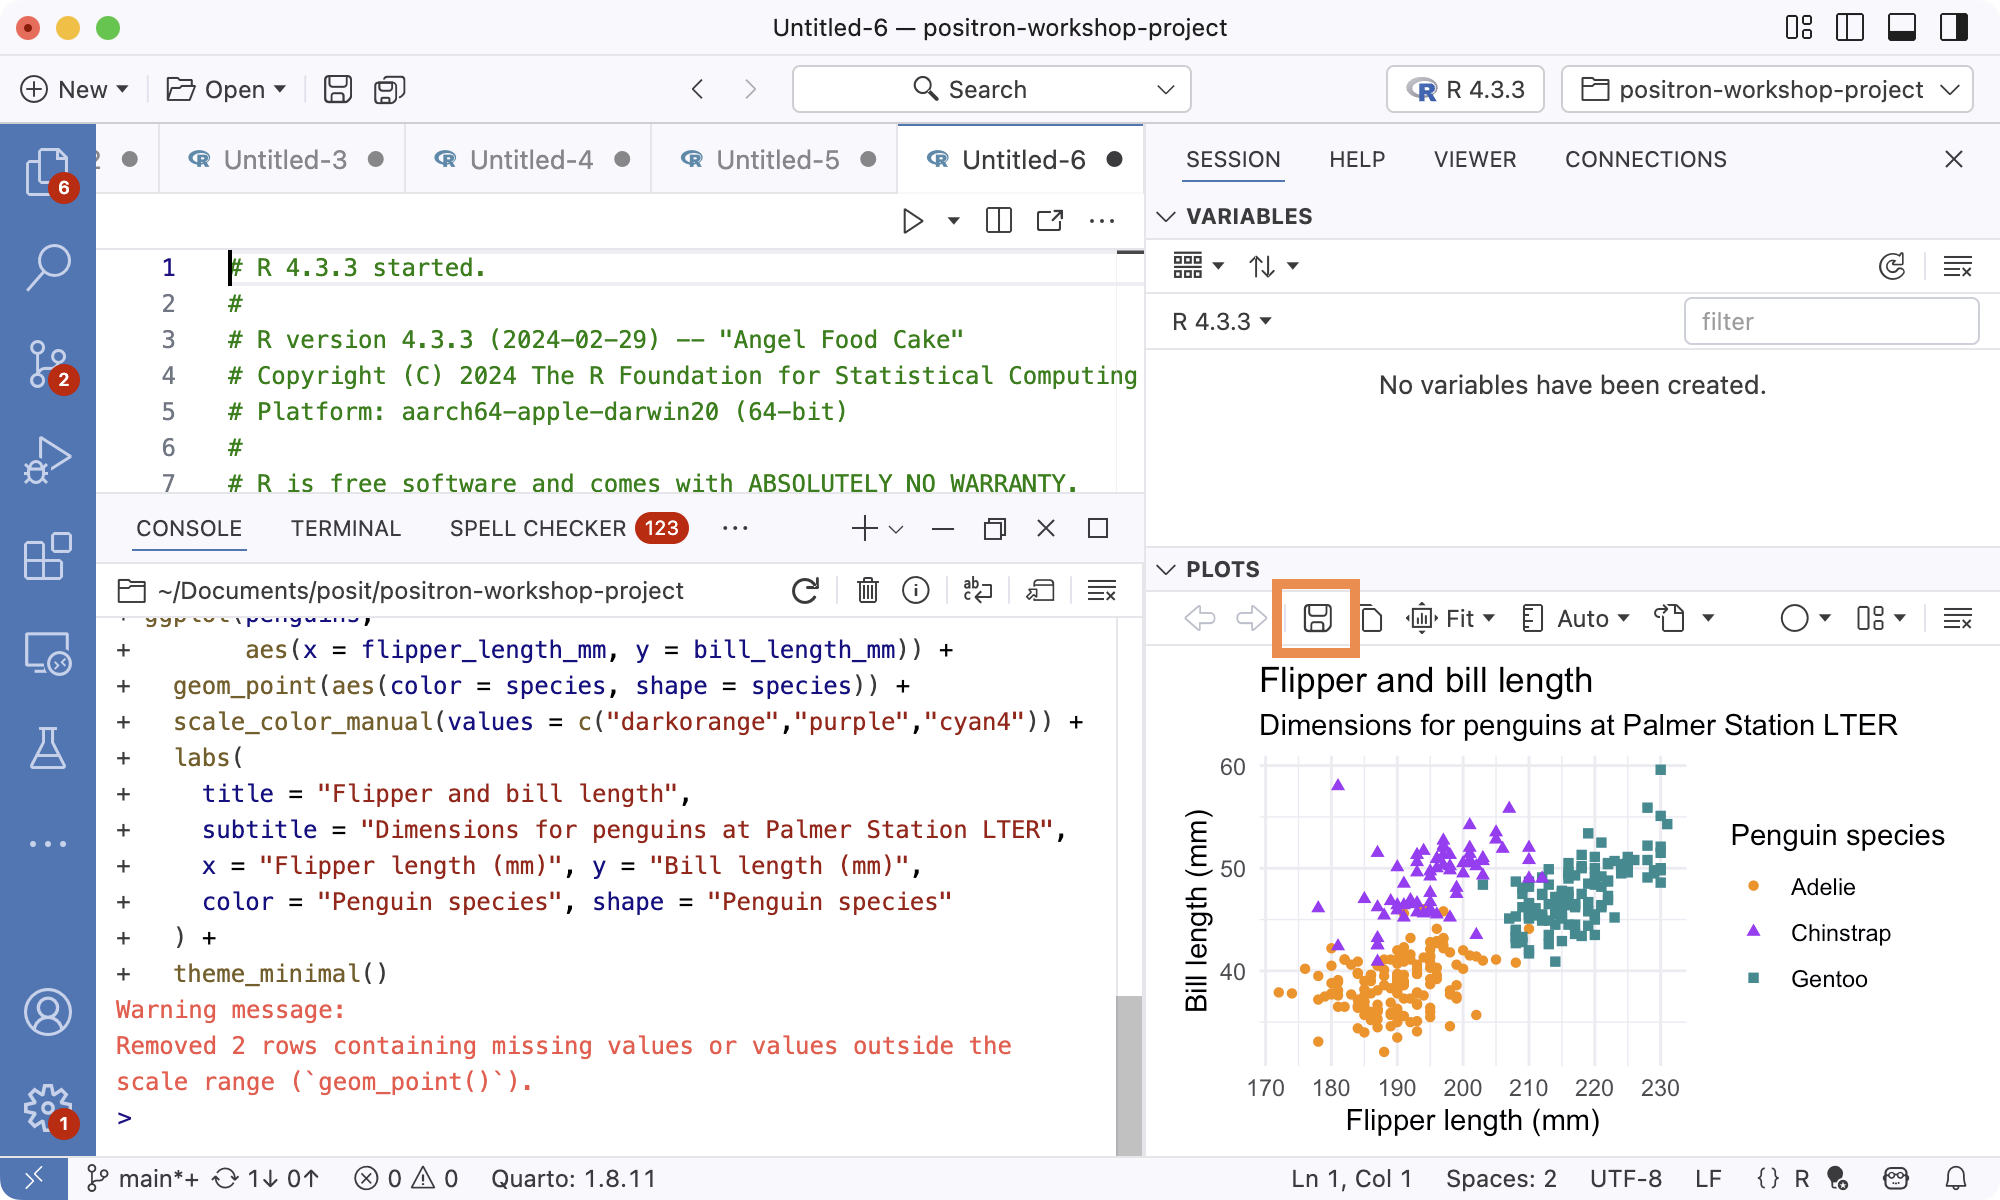 Untitled-6 — positron-workshop-project
New
Open
Search
R 4.3.3
positron-workshop-project
Untitled-3
Untitled-4
Untitled-5
Untitled-6
SESSION
HELP
VIEWER
CONNECTIONS
6
2
1
1 # R 4.3.3 started.
2 #
3 # R version 4.3.3 (2024-02-29) -- "Angel Food Cake"
4 # Copyright (C) 2024 The R Foundation for Statistical Computing
5 # Platform: aarch64-apple-darwin20 (64-bit)
6 #
7 # R is free software and comes with ABSOLUTELY NO WARRANTY.
CONSOLE
TERMINAL
SPELL CHECKER 123
~/Documents/posit/positron-workshop-project
+ ggplot(penguins,
+        aes(x = flipper_length_mm, y = bill_length_mm)) +
+   geom_point(aes(color = species, shape = species)) +
+   scale_color_manual(values = c("darkorange","purple","cyan4")) +
+   labs(
+     title = "Flipper and bill length",
+     subtitle = "Dimensions for penguins at Palmer Station LTER",
+     x = "Flipper length (mm)", y = "Bill length (mm)",
+     color = "Penguin species", shape = "Penguin species"
+   ) +
+   theme_minimal()
Warning message:
Removed 2 rows containing missing values or values outside the
scale range (`geom_point()`).
>
VARIABLES
R 4.3.3
filter
No variables have been created.
PLOTS
Fit
Auto
Flipper and bill length
Dimensions for penguins at Palmer Station LTER
60
50
40
Bill length (mm)
170 180 190 200 210 220 230
Flipper length (mm)
Penguin species
Adelie
Chinstrap
Gentoo
main*+
1↓ 0↑
0
0
Quarto: 1.8.11
Ln 1, Col 1
Spaces: 2
UTF-8
LF
{} R